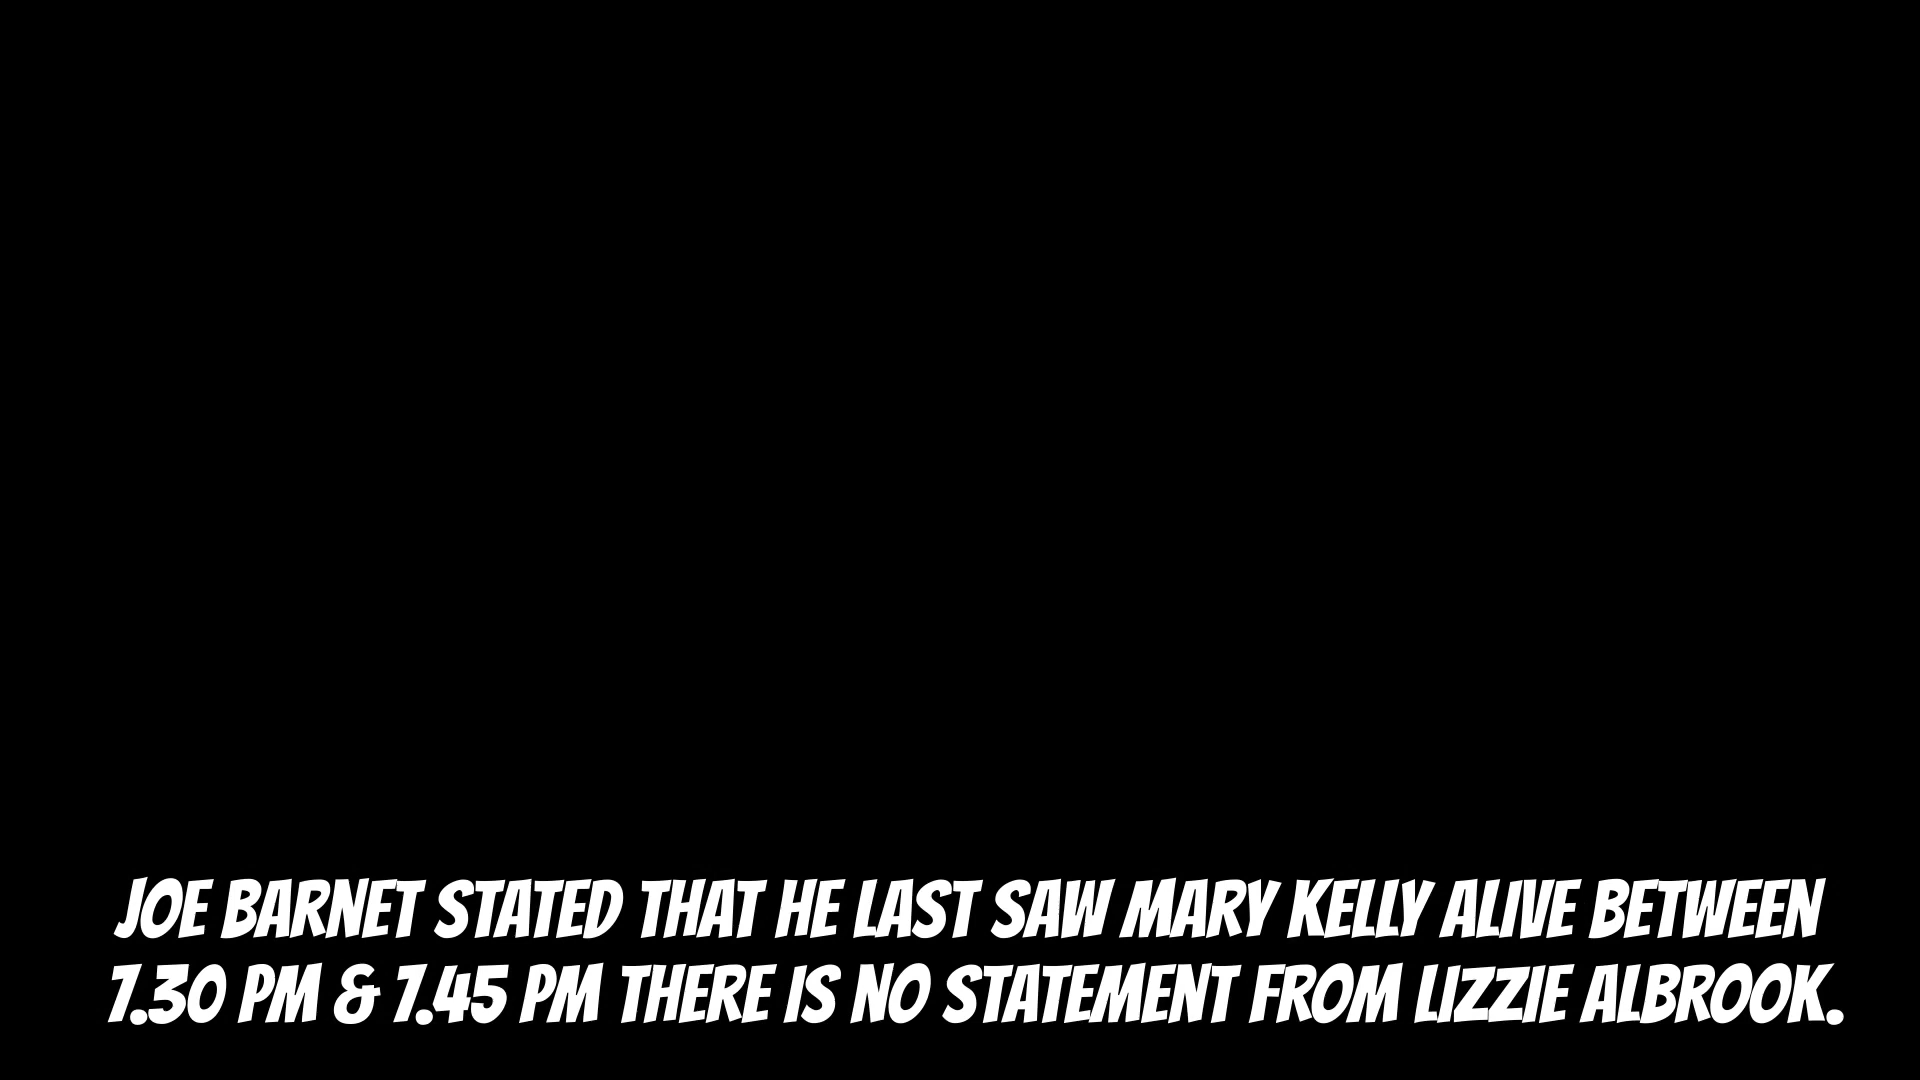 JOE BARNET STATED THAT HE LAST SAW MARY KELLY ALIVE BETWEEN
7.30 PM & 7.45 PM THERE IS NO STATEMENT FROM LIZZIE ALBROOK.